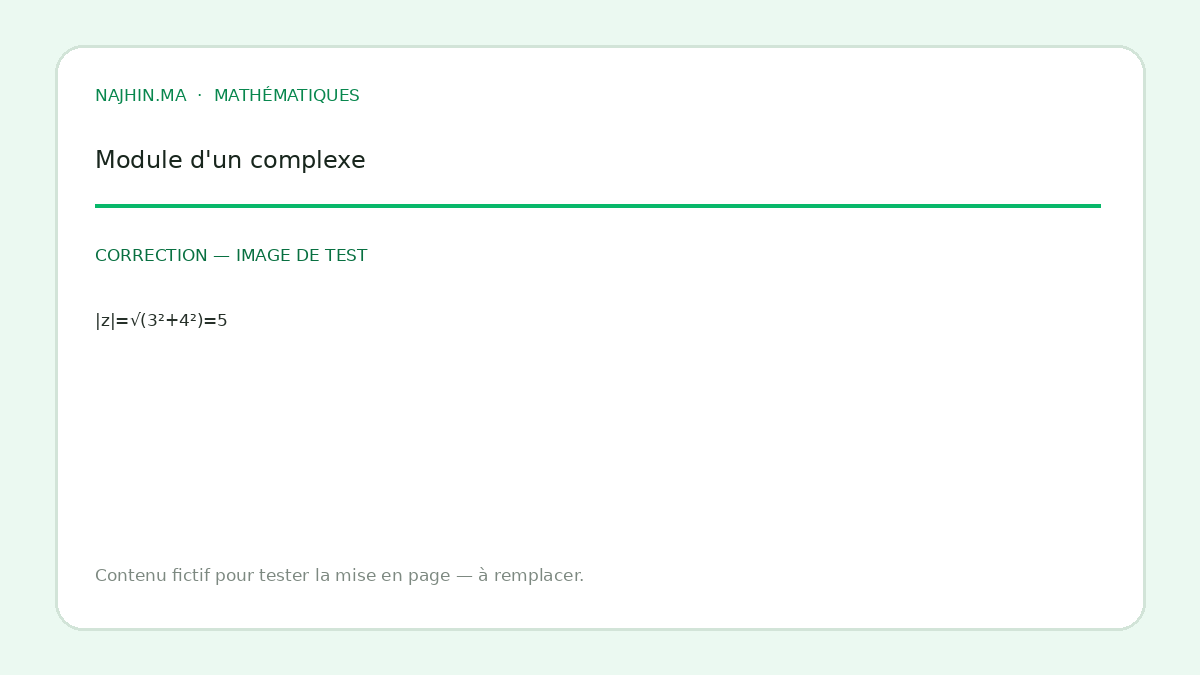 NAJHIN.MA · MATHÉMATIQUES
Module d'un complexe
CORRECTION — IMAGE DE TEST
|z|=√(3²+4²)=5
Contenu fictif pour tester la mise en page — à remplacer.